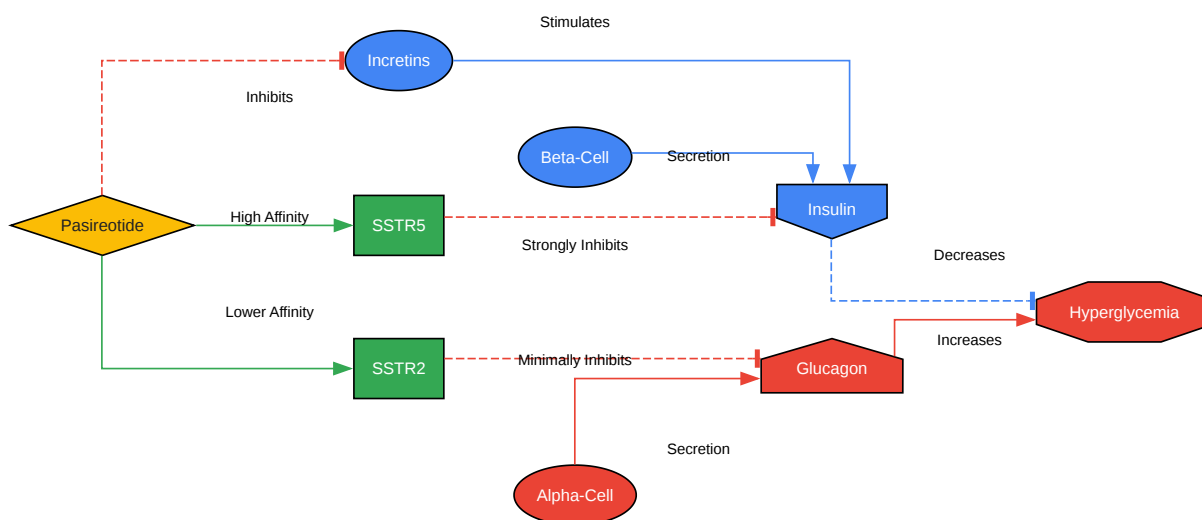 Stimulates
Incretins
Inhibits
Beta-Cell
Secretion
Insulin
Pasireotide
High Affinity
SSTR5
Strongly Inhibits
Decreases
Lower Affinity
Hyperglycemia
Increases
SSTR2
Minimally Inhibits
Glucagon
Secretion
Alpha-Cell